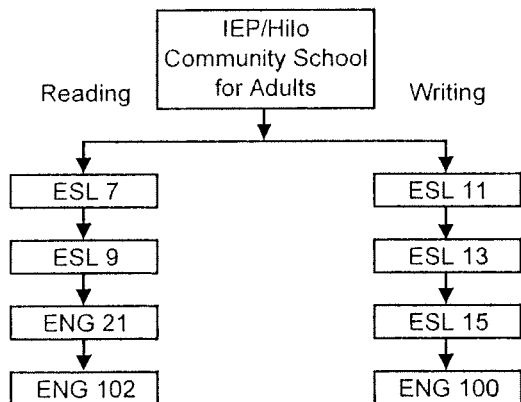 IEP/Hilo
Community School
for Adults
Reading
Writing
ESL 7
ESL 11
ESL 9
ESL 13
ENG 21
ESL 15
ENG 102
ENG 100